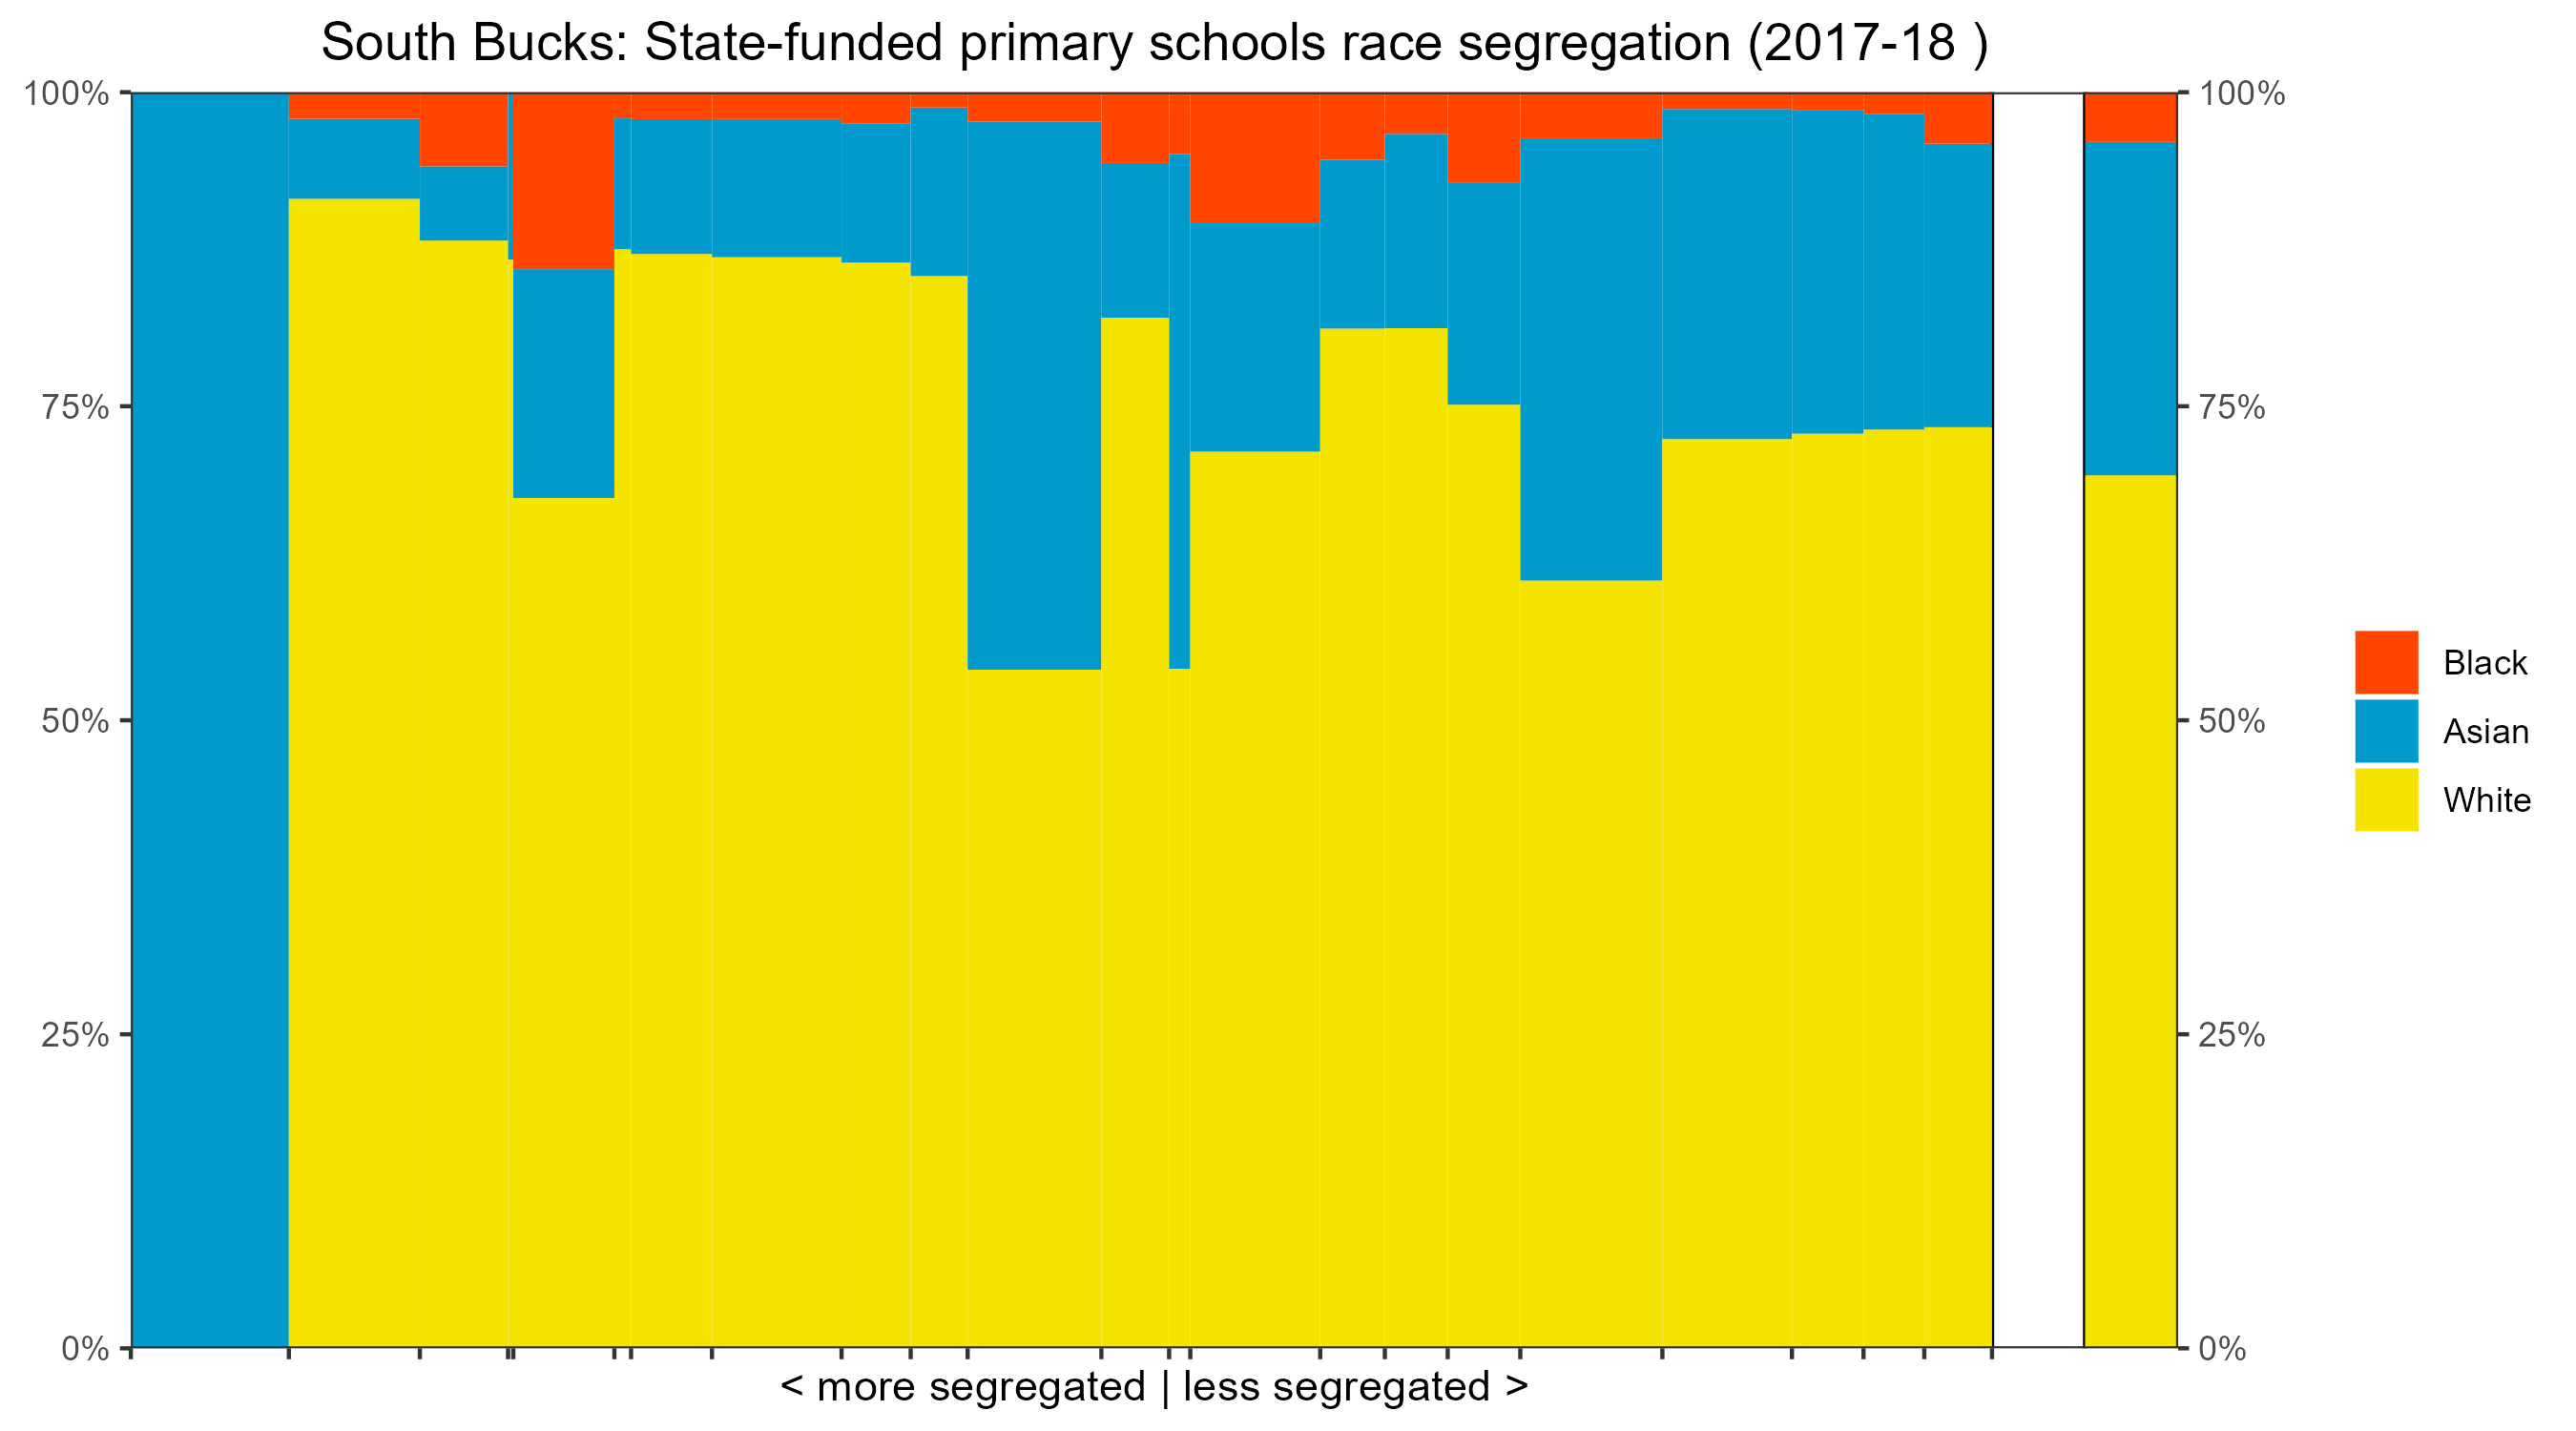 South Bucks: State-funded primary schools race segregation (2017-18 )
100%
75%
50%
25%
0%
100%
75%
50%
25%
0%
Black
Asian
White
< more segregated | less segregated >